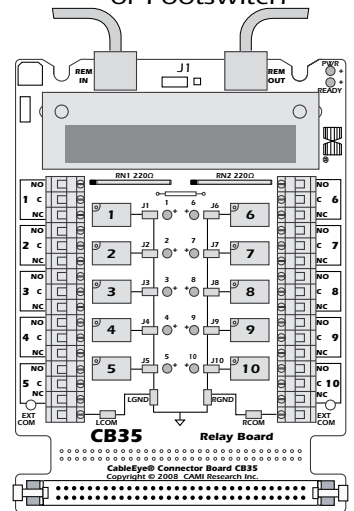 or Footswitch
REM IN
J1
REM OUT
PWR
READY
RN1 220Ω
RN2 220Ω
NO
1 C
NC
NO
2 C
NC
NO
3 C
NC
NO
4 C
NC
NO
5 C
NC
EXT COM
1
2
3
4
5
J1
J2
J3
J4
J5
1 6
2 7
3 8
4 9
5 10
J6
J7
J8
J9
J10
6
7
8
9
10
NO
C 6
NC
NO
C 7
NC
NO
C 8
NC
NO
C 9
NC
NO
C 10
NC
EXT COM
LGND
RGND
LCOM
RCOM
CB35
Relay Board
CableEye® Connector Board CB35
Copyright © 2008 CAMI Research Inc.